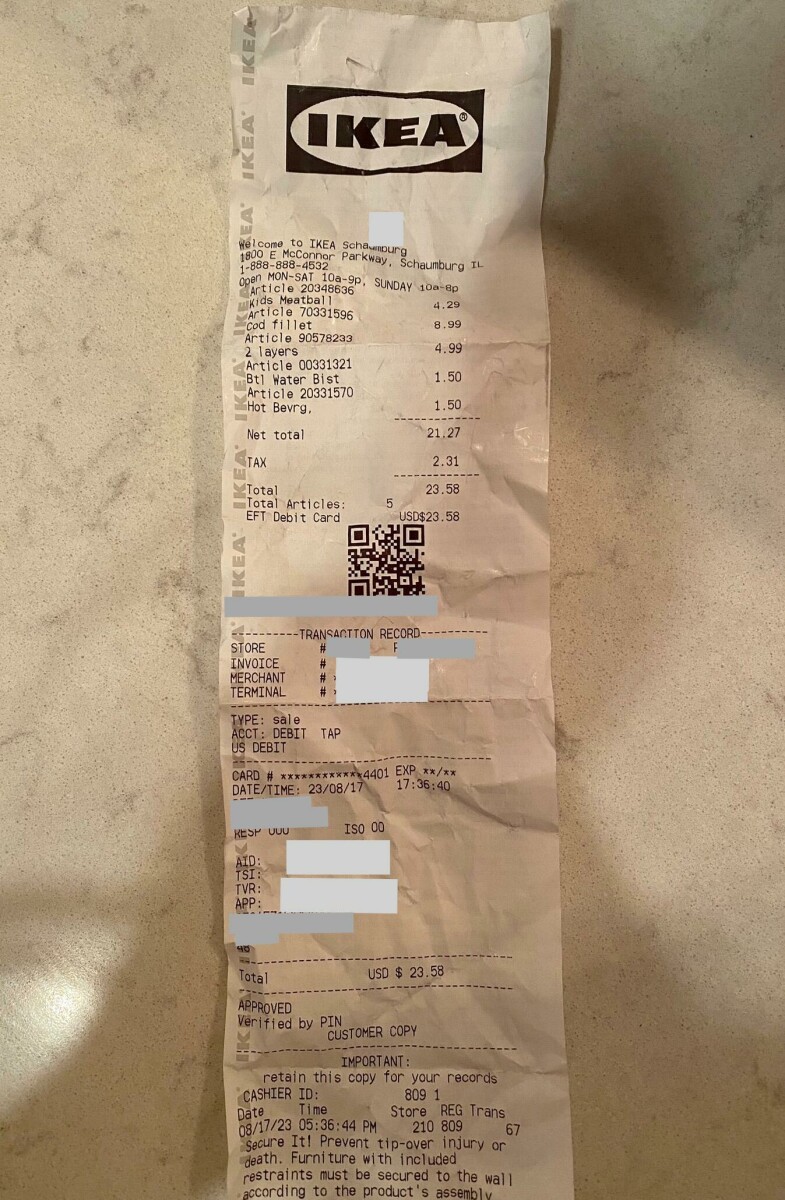 IKEA
Welcome to IKEA Schaumburg
1800 E McConnor Parkway, Schaumburg IL
1-888-888-4532
Open MON-SAT 10a-9p, SUNDAY 10a-8p
Article 20348636
Kids Meatball 4.29
Article 70331596
Cod fillet 8.99
Article 90578233
2 layers 4.99
Article 00331321
Btl Water Bist 1.50
Article 20331570
Hot Bevrg, 1.50
Net total 21.27
TAX 2.31
Total 23.58
Total Articles: 5
EFT Debit Card USD$23.58
TRANSACTION RECORD
STORE #
INVOICE #
MERCHANT #
TERMINAL #
TYPE: sale
ACCT: DEBIT TAP
US DEBIT
CARD # ************4401 EXP **/**
DATE/TIME: 23/08/17 17:36:40
RESP 000 ISO 00
AID:
TSI:
TVR:
APP:
48
Total USD $ 23.58
APPROVED
Verified by PIN
CUSTOMER COPY
IMPORTANT:
retain this copy for your records
CASHIER ID: 809 1
Date Time Store REG Trans
08/17/23 05:36:44 PM 210 809 67
Secure It! Prevent tip-over injury or
death. Furniture with included
restraints must be secured to the wall
according to the product's assembly